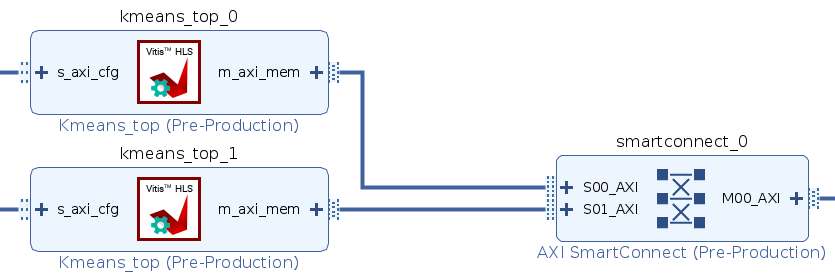 kmeans_top_0
s_axi_cfg
Vitis™ HLS
m_axi_mem
Kmeans_top (Pre-Production)
kmeans_top_1
s_axi_cfg
Vitis™ HLS
m_axi_mem
Kmeans_top (Pre-Production)
smartconnect_0
S00_AXI
S01_AXI
M00_AXI
AXI SmartConnect (Pre-Production)